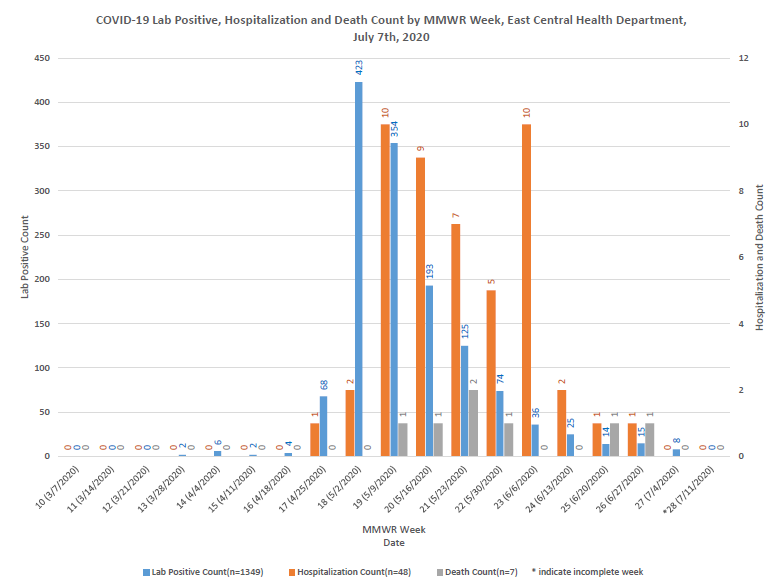 COVID-19 Lab Positive, Hospitalization and Death Count by MMWR Week, East Central Health Department,
July 7th, 2020
450
400
350
300
250
200
150
100
50
0
Lab Positive Count
12
10
8
6
4
2
0
Hospitalization and Death Count
0 0 0
0 0 0
0 0 0
0 2 0
0 6 0
0 2 0
0 4 0
1 68 0
2 423 0
10 354 1
9 193 1
7 125 2
5 74 1
10 36 0
2 25 0
1 14 1
1 15 1
0 8 0
0 0 0
10 (3/7/2020)
11 (3/14/2020)
12 (3/21/2020)
13 (3/28/2020)
14 (4/4/2020)
15 (4/11/2020)
16 (4/18/2020)
17 (4/25/2020)
18 (5/2/2020)
19 (5/9/2020)
20 (5/16/2020)
21 (5/23/2020)
22 (5/30/2020)
23 (6/6/2020)
24 (6/13/2020)
25 (6/20/2020)
26 (6/27/2020)
27 (7/4/2020)
*28 (7/11/2020)
MMWR Week
Date
Lab Positive Count(n=1349) Hospitalization Count(n=48) Death Count(n=7) * indicate incomplete week